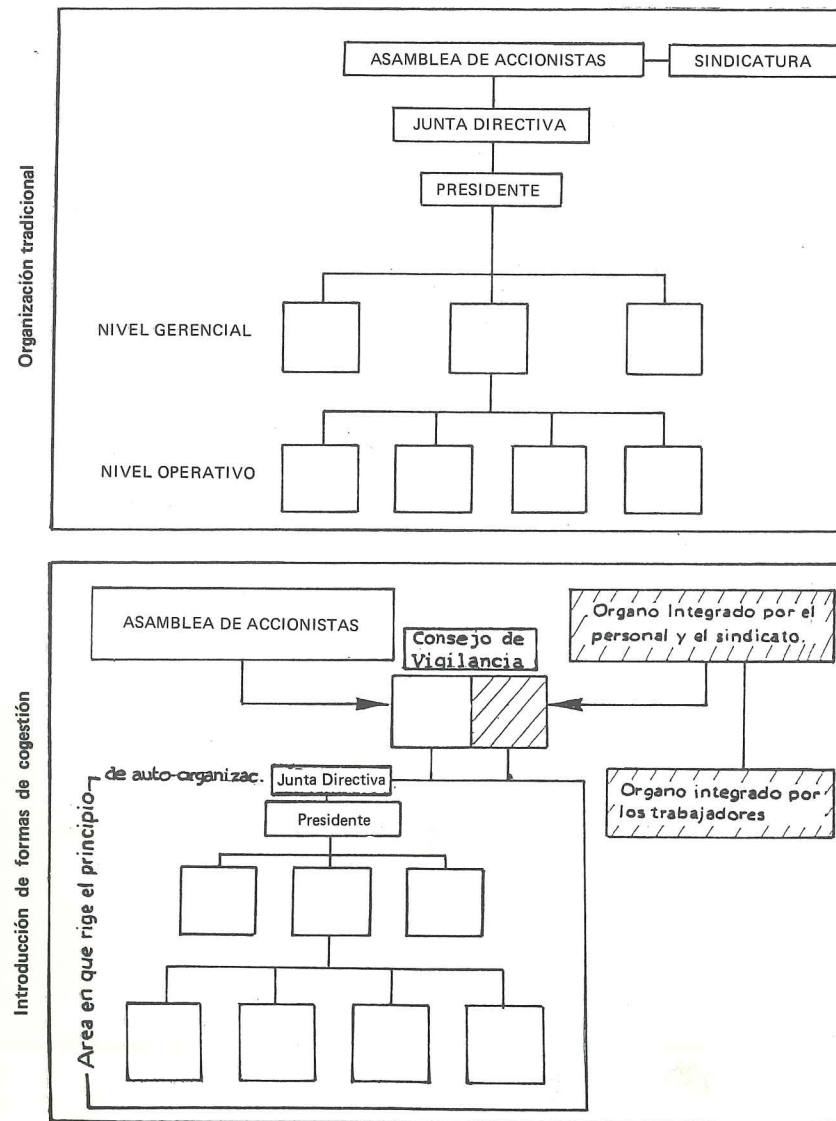 Organización tradicional
ASAMBLEA DE ACCIONISTAS
SINDICATURA
JUNTA DIRECTIVA
PRESIDENTE
NIVEL GERENCIAL
NIVEL OPERATIVO
Introducción de formas de cogestión
ASAMBLEA DE ACCIONISTAS
Consejo de
Vigilancia
Organo Integrado por el
personal y el sindicato.
Organo integrado por
los trabajadores
Area en que rige el principio
de auto-organizac.
Junta Directiva
Presidente